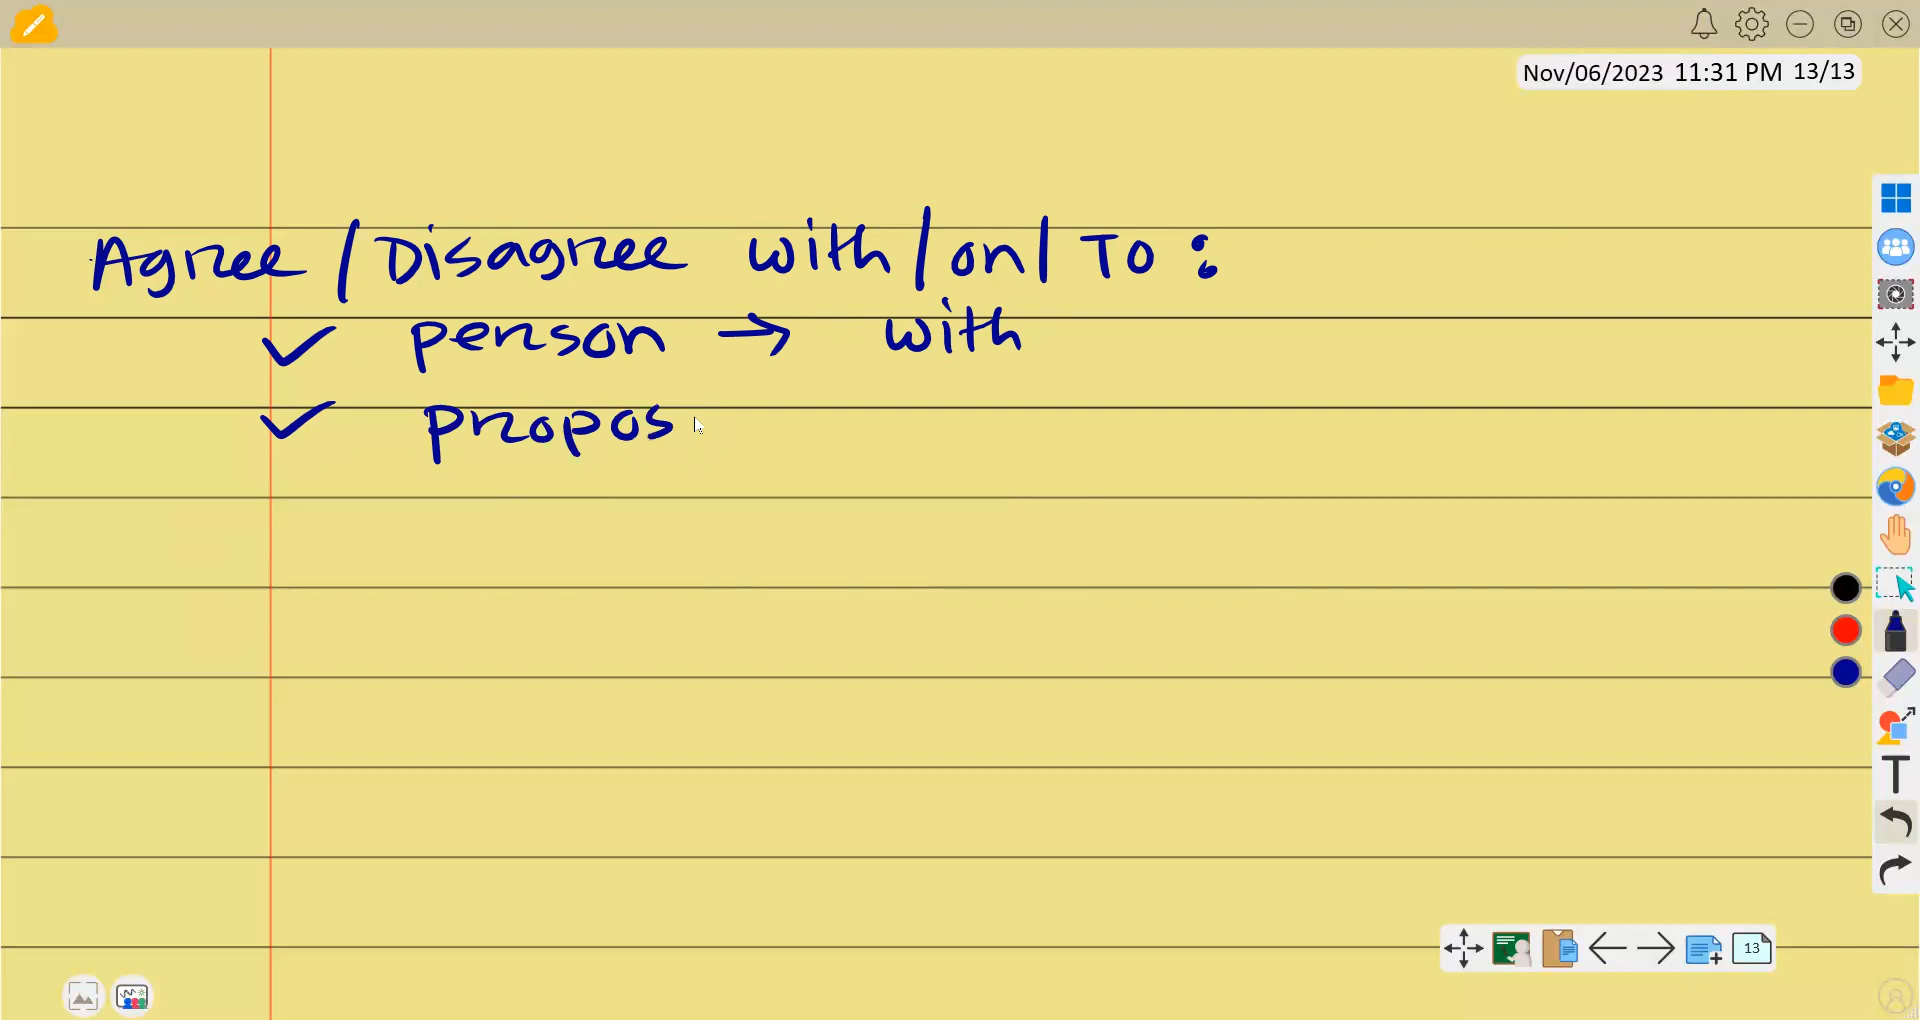 Nov/06/2023 11:31 PM 13/13
Agree / Disagree with / on / To :
✓ person → with
✓ propos
13